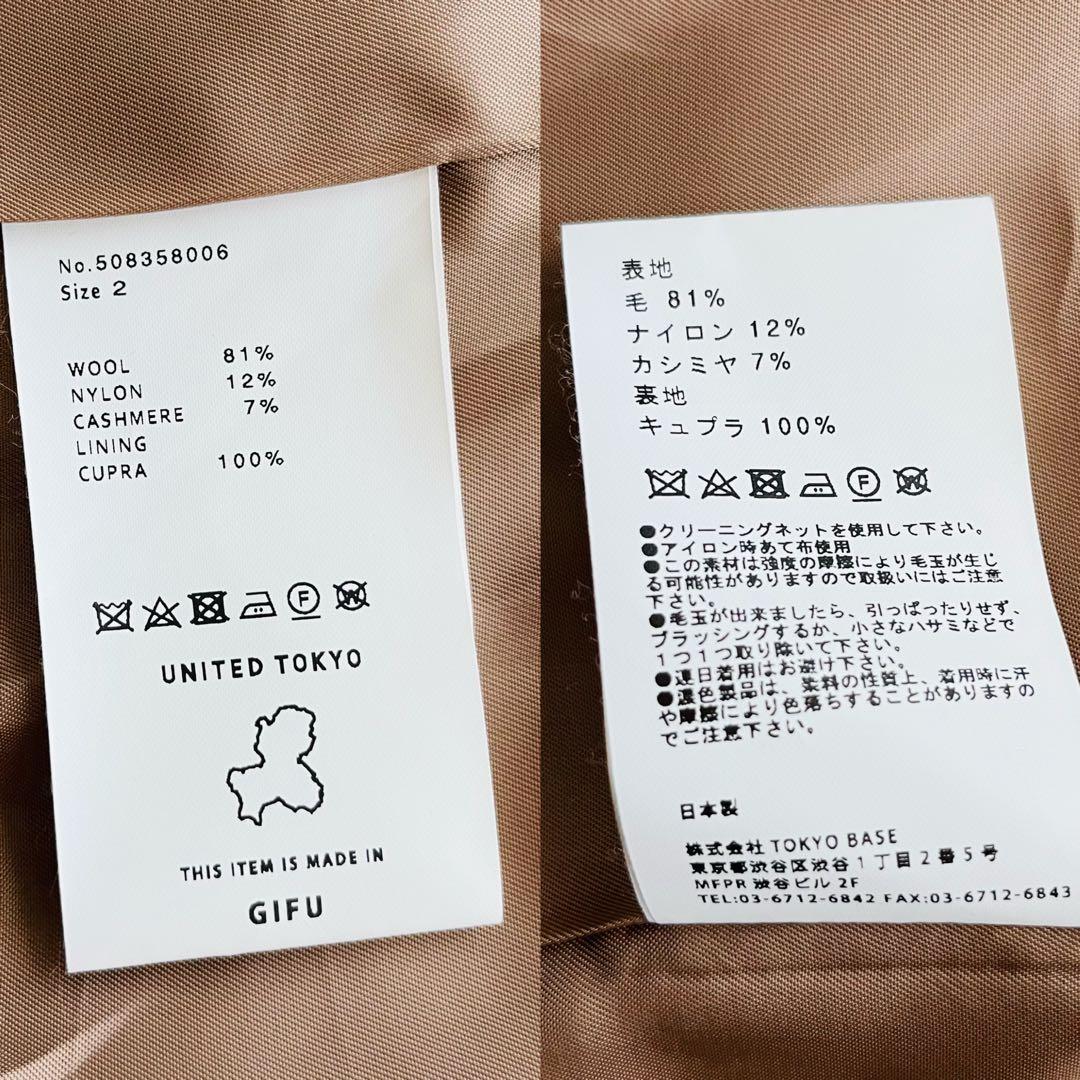 No.508358006
Size 2
WOOL 81%
NYLON 12%
CASHMERE 7%
LINING
CUPRA 100%
UNITED TOKYO
THIS ITEM IS MADE IN
GIFU
表地
毛 81%
ナイロン 12%
カシミヤ 7%
裏地
キュプラ 100%
F W
●クリーニングネットを使用して下さい。
●アイロン時あて布使用
●この素材は強度の摩擦により毛玉が生じ
る可能性がありますので取扱いにはご注意
下さい。
●毛玉が出来ましたら、引っぱったりせず、
ブラッシングするか、小さなハサミなどで
1つ1つ取り除いて下さい。
●連日着用はお避け下さい。
●濃色製品は、染料の性質上、着用時に汗
や摩擦により色落ちすることがありますの
でご注意下さい。
日本製
株式会社 TOKYO BASE
東京都渋谷区渋谷1丁目2番5号
MFPR 渋谷ビル 2F
TEL:03-6712-6842 FAX:03-6712-6843